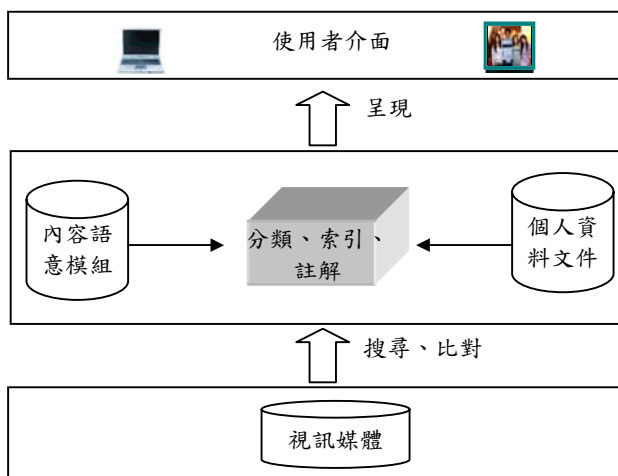 使用者介面
呈現
內容語
意模組
分類、索引、
註解
個人資
料文件
搜尋、比對
視訊媒體